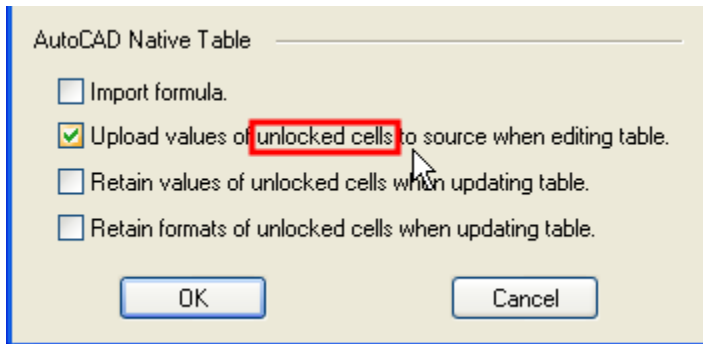 AutoCAD Native Table
Import formula.
Upload values of unlocked cells to source when editing table.
Retain values of unlocked cells when updating table.
Retain formats of unlocked cells when updating table.
OK
Cancel